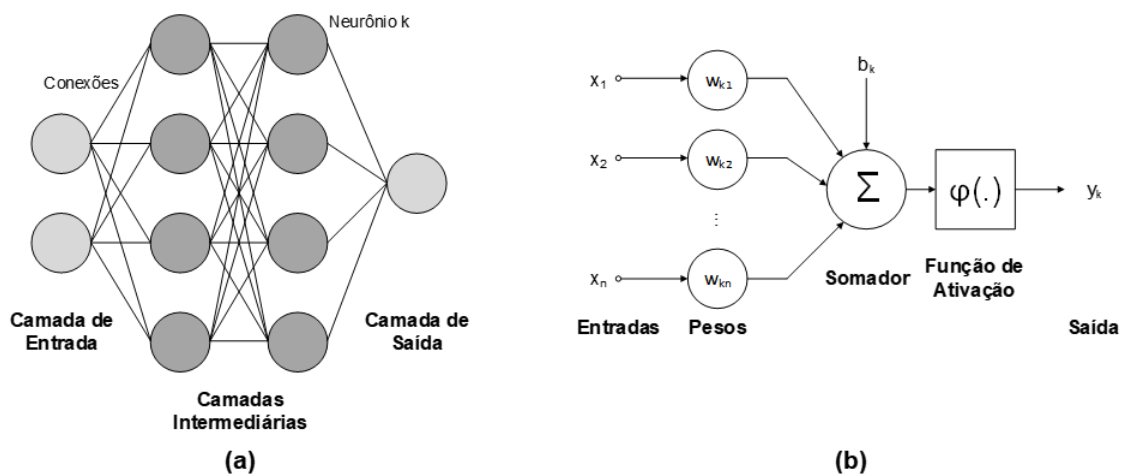 Neurônio k
Conexões
Camada de
Entrada
Camadas
Intermediárias
Camada de
Saída
(a)
x₁
wₖ₁
bₖ
x₂
wₖ₂
Σ
φ(.)
yₖ
⋮
xₙ
wₖₙ
Somador
Função de
Ativação
Entradas
Pesos
Saída
(b)